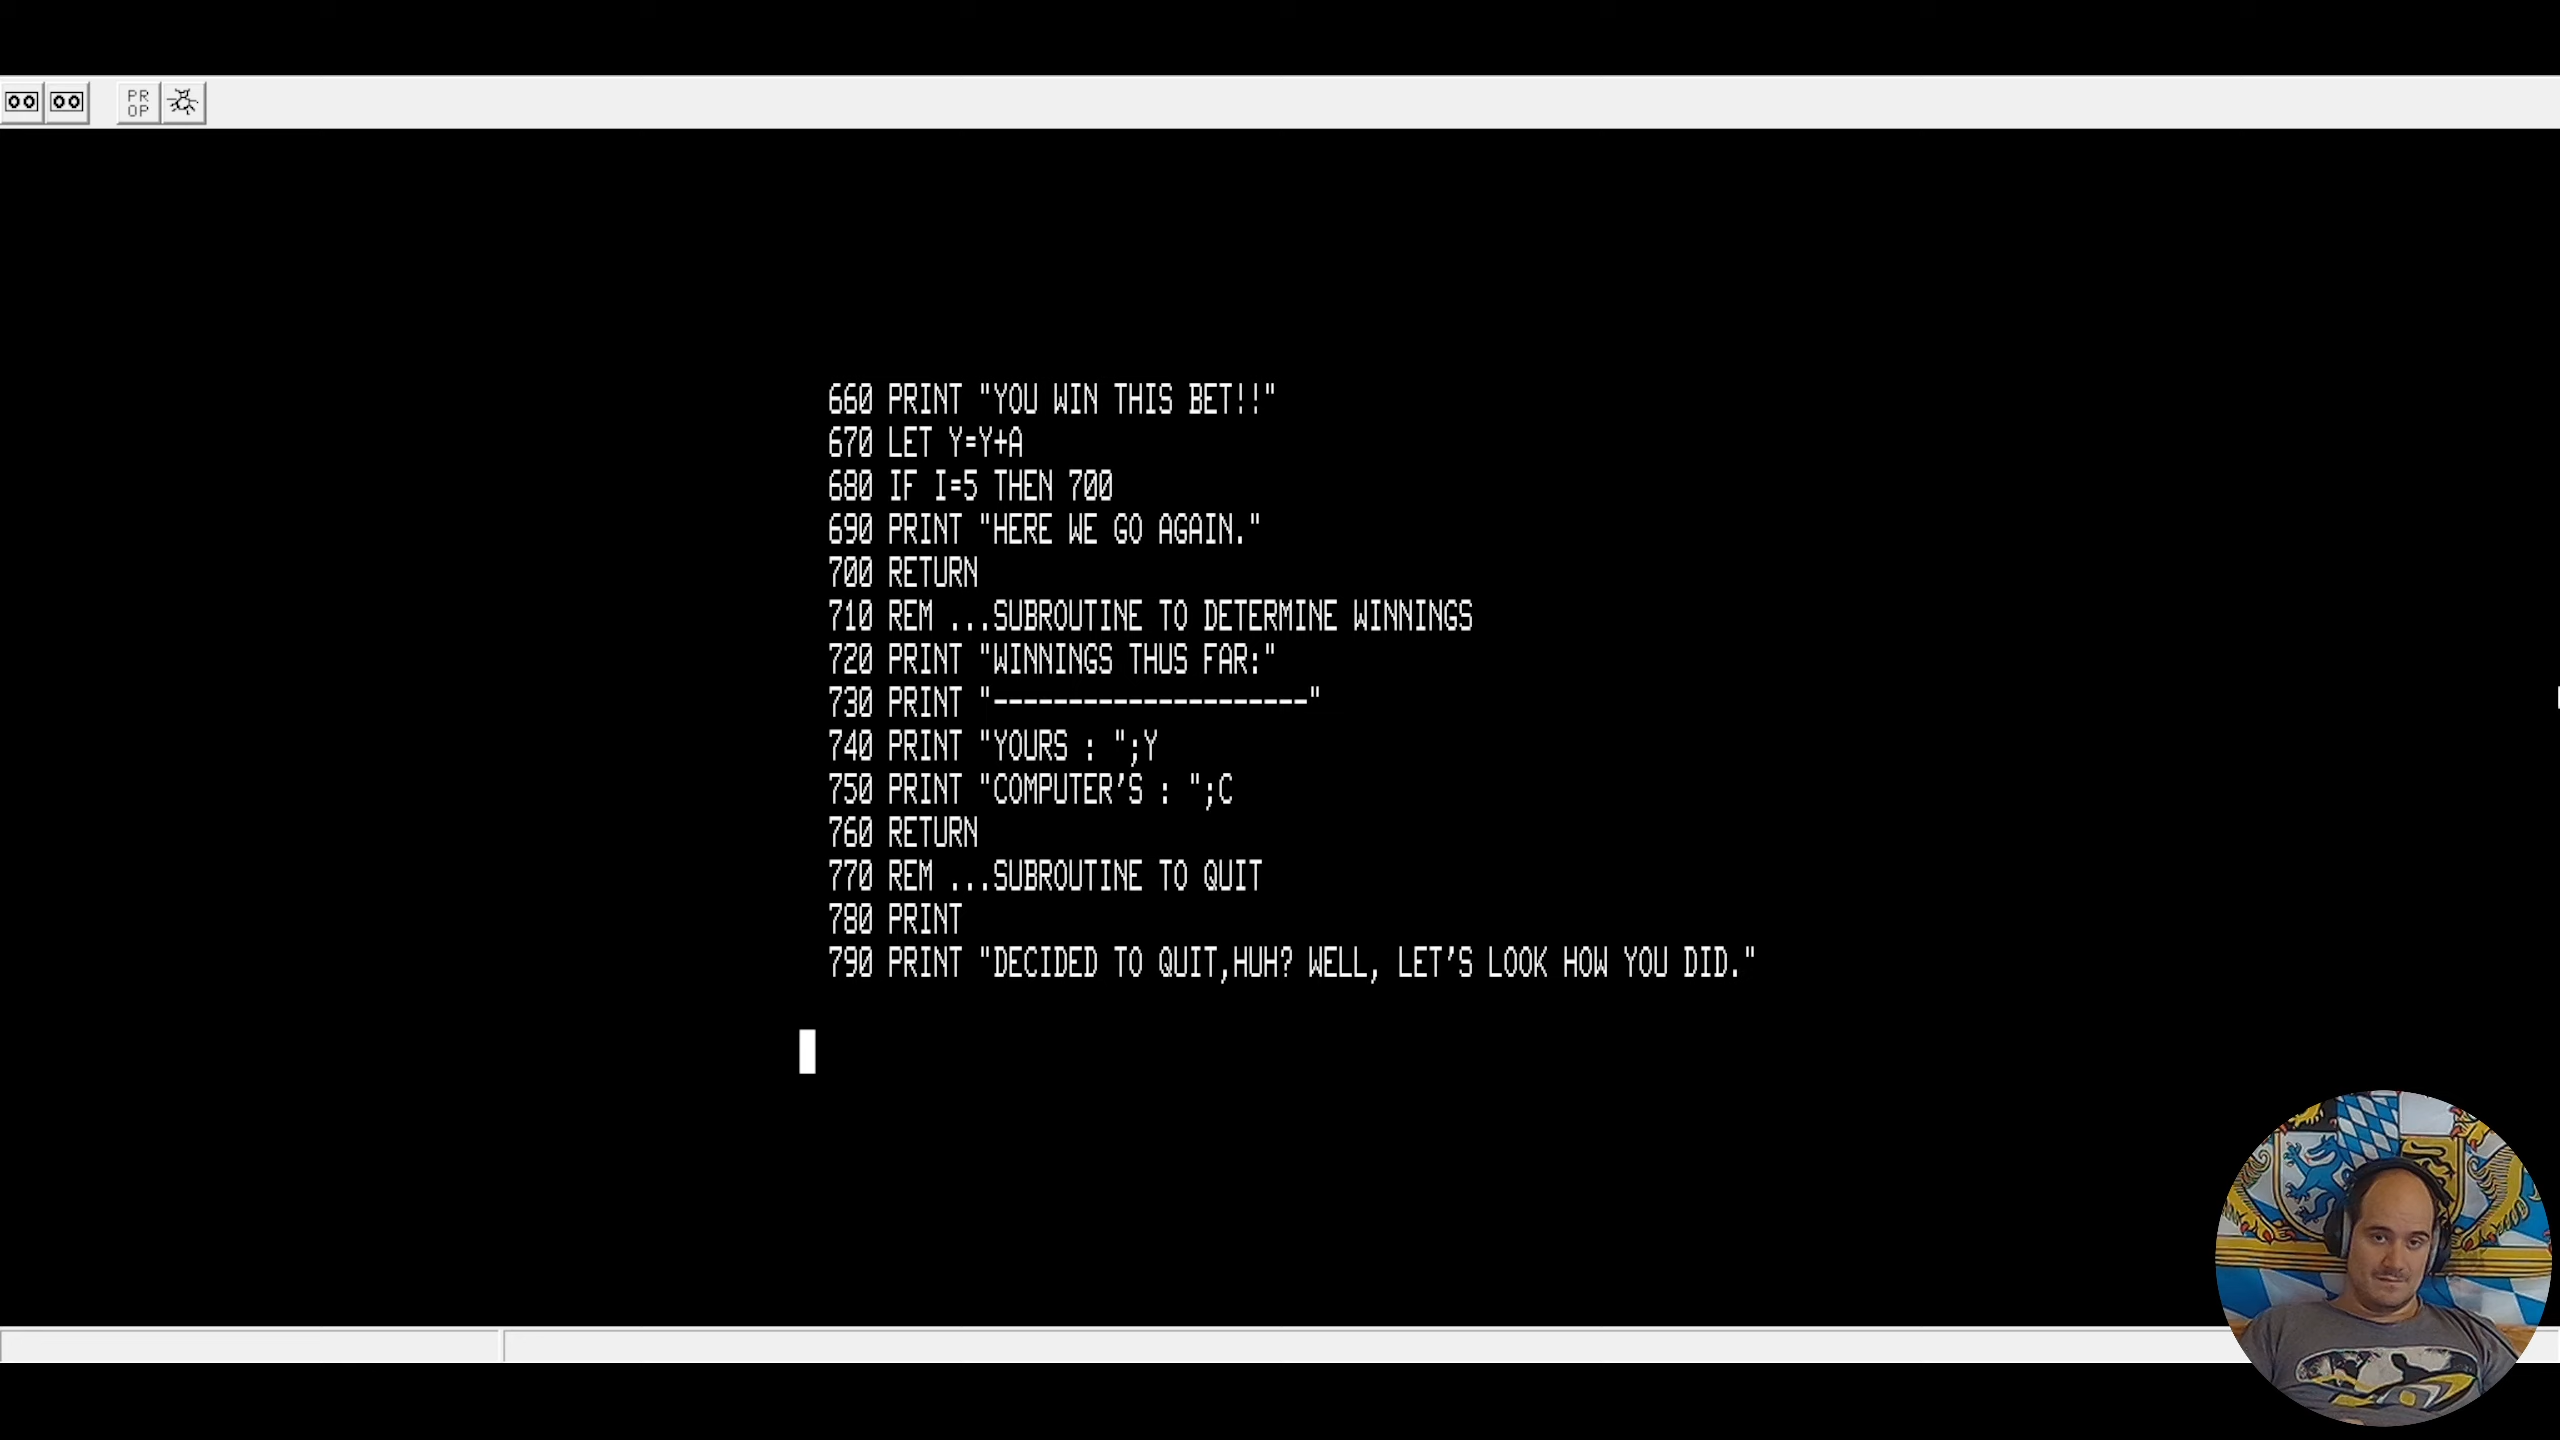 PR
OP
660 PRINT "YOU WIN THIS BET!!"
670 LET Y=Y+A
680 IF I=5 THEN 700
690 PRINT "HERE WE GO AGAIN."
700 RETURN
710 REM ...SUBROUTINE TO DETERMINE WINNINGS
720 PRINT "WINNINGS THUS FAR:"
730 PRINT "---------------------"
740 PRINT "YOURS : ";Y
750 PRINT "COMPUTER'S : ";C
760 RETURN
770 REM ...SUBROUTINE TO QUIT
780 PRINT
790 PRINT "DECIDED TO QUIT,HUH? WELL, LET'S LOOK HOW YOU DID."